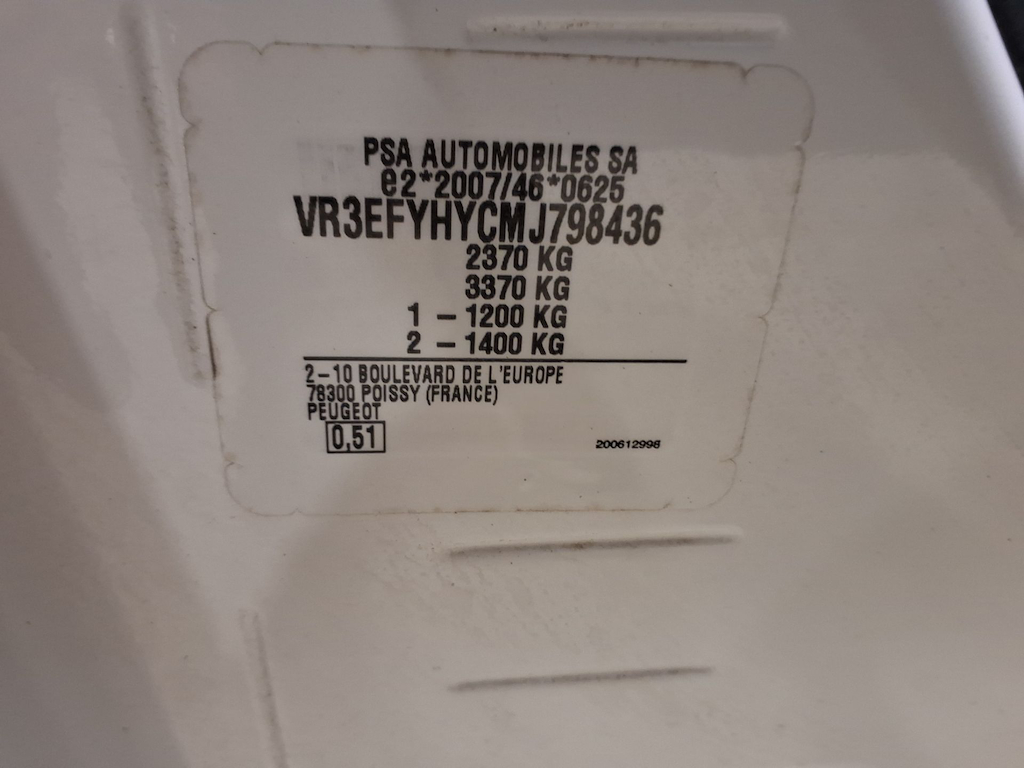 PSA AUTOMOBILES SA
e2*2007/46*0625
VR3EFYHYCMJ798436
2370 KG
3370 KG
1 – 1200 KG
2 – 1400 KG
2–10 BOULEVARD DE L'EUROPE
78300 POISSY (FRANCE)
PEUGEOT
0,51
200612996